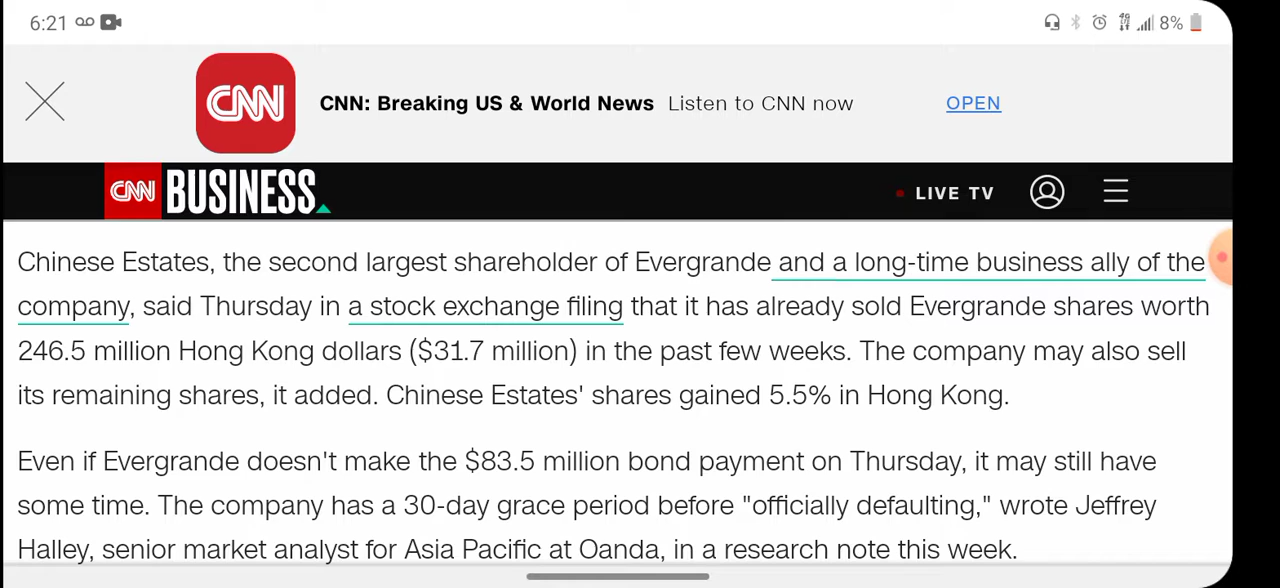 6:21 8%
CNN CNN: Breaking US & World News Listen to CNN now OPEN
CNN BUSINESS LIVE TV
Chinese Estates, the second largest shareholder of Evergrande and a long-time business ally of the
company, said Thursday in a stock exchange filing that it has already sold Evergrande shares worth
246.5 million Hong Kong dollars ($31.7 million) in the past few weeks. The company may also sell
its remaining shares, it added. Chinese Estates' shares gained 5.5% in Hong Kong.
Even if Evergrande doesn't make the $83.5 million bond payment on Thursday, it may still have
some time. The company has a 30-day grace period before "officially defaulting," wrote Jeffrey
Halley, senior market analyst for Asia Pacific at Oanda, in a research note this week.